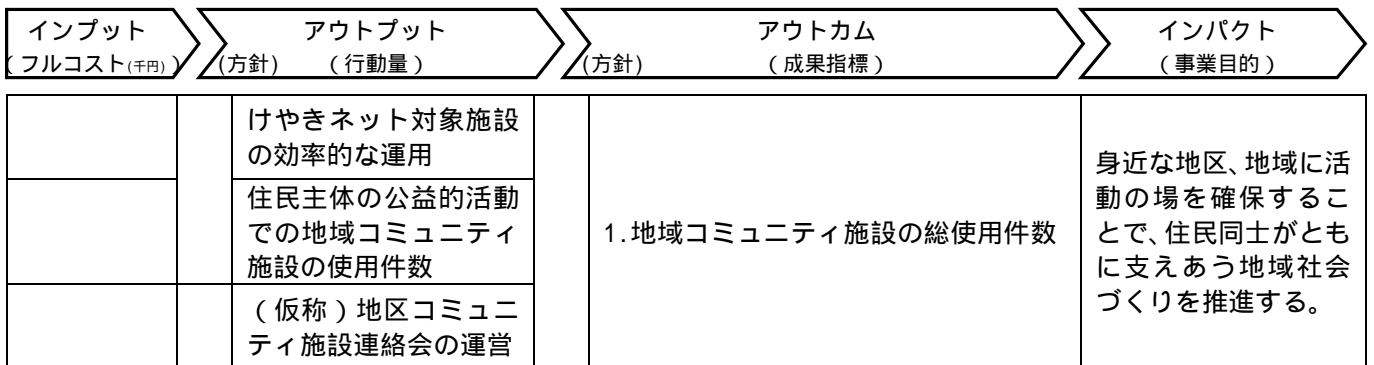 インプット
(フルコスト(千円))
アウトプット
(方針) (行動量)
アウトカム
(方針) (成果指標)
インパクト
(事業目的)
けやきネット対象施設
の効率的な運用
住民主体の公益的活動
での地域コミュニティ
施設の使用件数
(仮称)地区コミュニ
ティ施設連絡会の運営
1.地域コミュニティ施設の総使用件数
身近な地区、地域に活
動の場を確保するこ
とで、住民同士がとも
に支えあう地域社会
づくりを推進する。